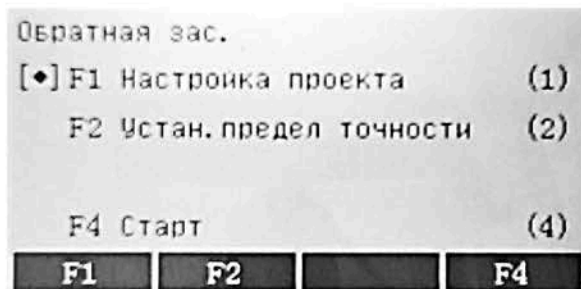 Обратная зас.
[◆] F1 Настройка проекта (1)
F2 Устан.предел точности (2)
F4 Старт (4)
F1 F2 F4